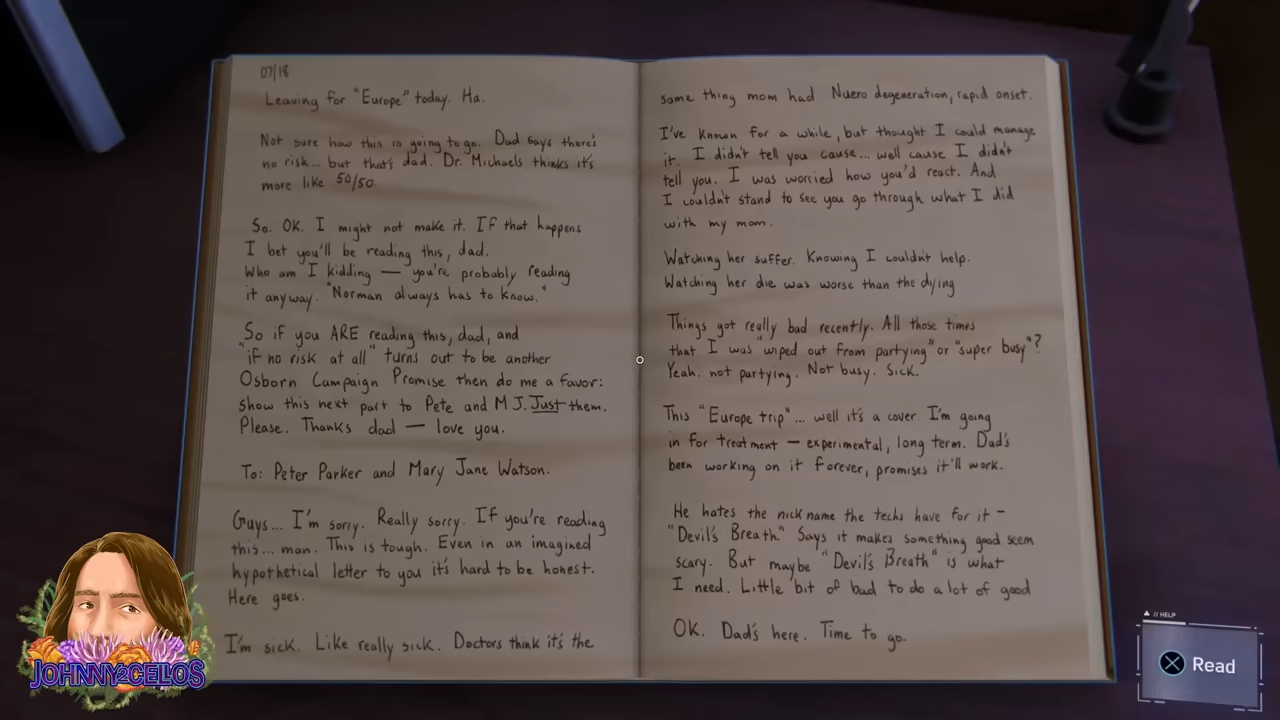 07/18
Leaving for "Europe" today. Ha.
Not sure how this is going to go. Dad says there's
no risk... but that's dad. Dr. Michaels thinks it's
more like 50/50.
So. OK. I might not make it. If that happens
I bet you'll be reading this, dad.
Who am I kidding — you're probably reading
it anyway. "Norman always has to know."
So if you ARE reading this, dad, and
"if no risk at all" turns out to be another
Osborn Campaign Promise then do me a favor:
Show this next part to Pete and MJ. Just them.
Please. Thanks dad — love you.
To: Peter Parker and Mary Jane Watson.
Guys... I'm sorry. Really sorry. If you're reading
this... man. This is tough. Even in an imagined
hypothetical letter to you it's hard to be honest.
Here goes.
I'm sick. Like really sick. Doctors think it's the
same thing mom had Nuero degeneration, rapid onset.
I've known for a while, but thought I could manage
it. I didn't tell you cause... well cause I didn't
tell you. I was worried how you'd react. And
I couldn't stand to see you go through what I did
with my mom.
Watching her suffer. Knowing I couldn't help.
Watching her die was worse than the dying
Things got really bad recently. All those times
that I was "wiped out from partying" or "super busy"?
Yeah. not partying. Not busy. Sick.
This "Europe trip"... well it's a cover. I'm going
in for treatment — experimental, long term. Dad's
been working on it forever, promises it'll work.
He hates the nickname the techs have for it -
"Devil's Breath." Says it makes something good seem
scary. But maybe "Devil's Breath" is what
I need. Little bit of bad to do a lot of good
OK. Dad's here. Time to go.
// HELP
Read
JOHNNY2CELLOS